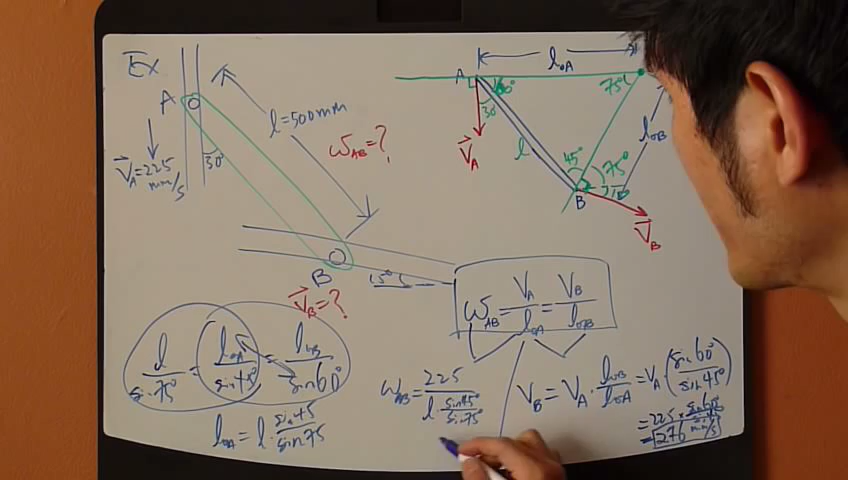 Ex
A
l=500mm
30°
V_A=225 mm/s
ω_AB=?
B
15°
V_B=?
l_oA
A
60°
75°
30°
V_A
l
l_oB
45°
75°
B
V_B
ω_AB = V_A/l_oA = V_B/l_oB
l/sin75° = l_oA/sin45° = l_oB/sin60°
l_oA = l · sin45/sin75
ω_AB = 225/(l · sin45°/sin75°)
V_B = V_A · l_oB/l_oA = V_A · (sin60°/sin45°)
= 225 × sin60°/sin45°
= 276 mm/s